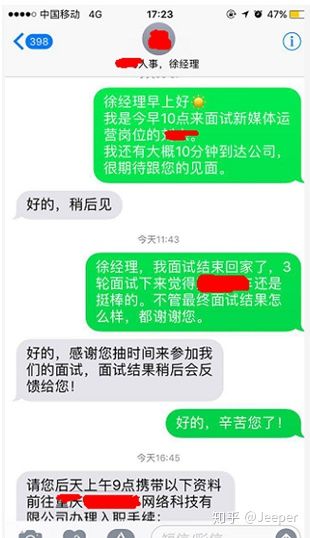 中国移动 4G 17:23 47%
398
人事，徐经理
徐经理早上好☀️
我是今早10点来面试新媒体运
营岗位的刘
我还有大概10分钟到达公司，
很期待跟您的见面。
好的，稍后见
今天11:43
徐经理，我面试结束回家了，3
轮面试下来觉得 还是
挺棒的。不管最终面试结果怎
么样，都谢谢您。
好的，感谢您抽时间来参加我
们的面试，面试结果稍后会反
馈给您！
好的，辛苦您了！
今天16:45
请您后天上午9点携带以下资料
前往重庆 网络科技有
限公司办理入职手续：
知乎 @Jeeper
短信/彩信